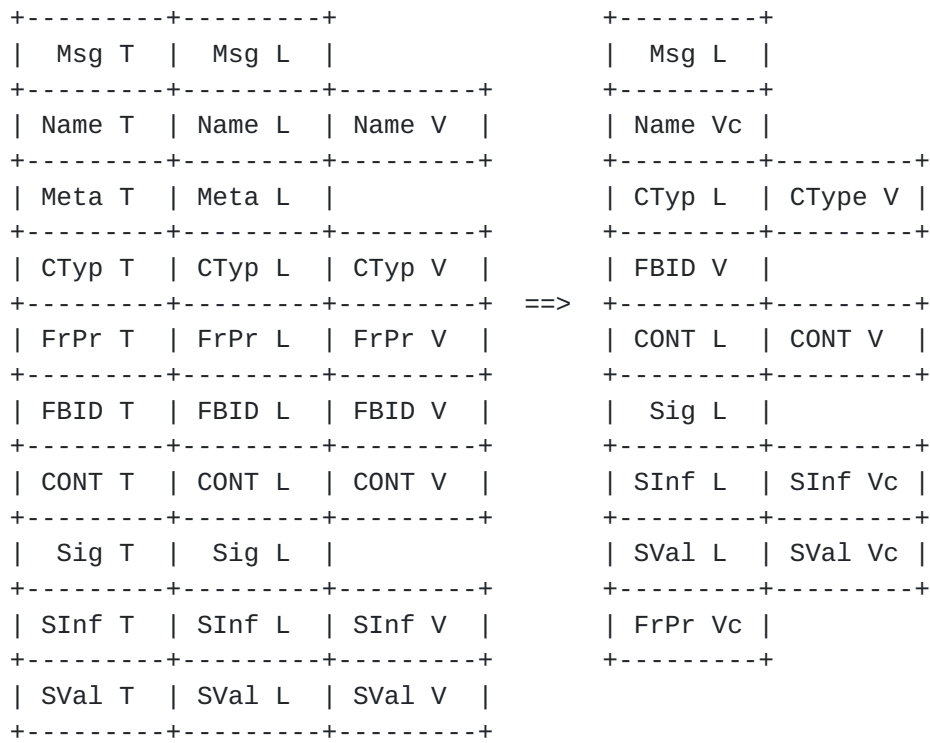 +---------+---------+                 +---------+
|  Msg T  |  Msg L  |                 |  Msg L  |
+---------+---------+---------+       +---------+
| Name T  | Name L  | Name V  |       | Name Vc |
+---------+---------+---------+       +---------+---------+
| Meta T  | Meta L  |                 | CTyp L  | CType V |
+---------+---------+---------+       +---------+---------+
| CTyp T  | CTyp L  | CTyp V  |       | FBID V  |
+---------+---------+---------+  ==>  +---------+---------+
| FrPr T  | FrPr L  | FrPr V  |       | CONT L  | CONT V  |
+---------+---------+---------+       +---------+---------+
| FBID T  | FBID L  | FBID V  |       |  Sig L  |
+---------+---------+---------+       +---------+---------+
| CONT T  | CONT L  | CONT V  |       | SInf L  | SInf Vc |
+---------+---------+---------+       +---------+---------+
|  Sig T  |  Sig L  |                 | SVal L  | SVal Vc |
+---------+---------+---------+       +---------+---------+
| SInf T  | SInf L  | SInf V  |       | FrPr Vc |
+---------+---------+---------+       +---------+
| SVal T  | SVal L  | SVal V  |
+---------+---------+---------+